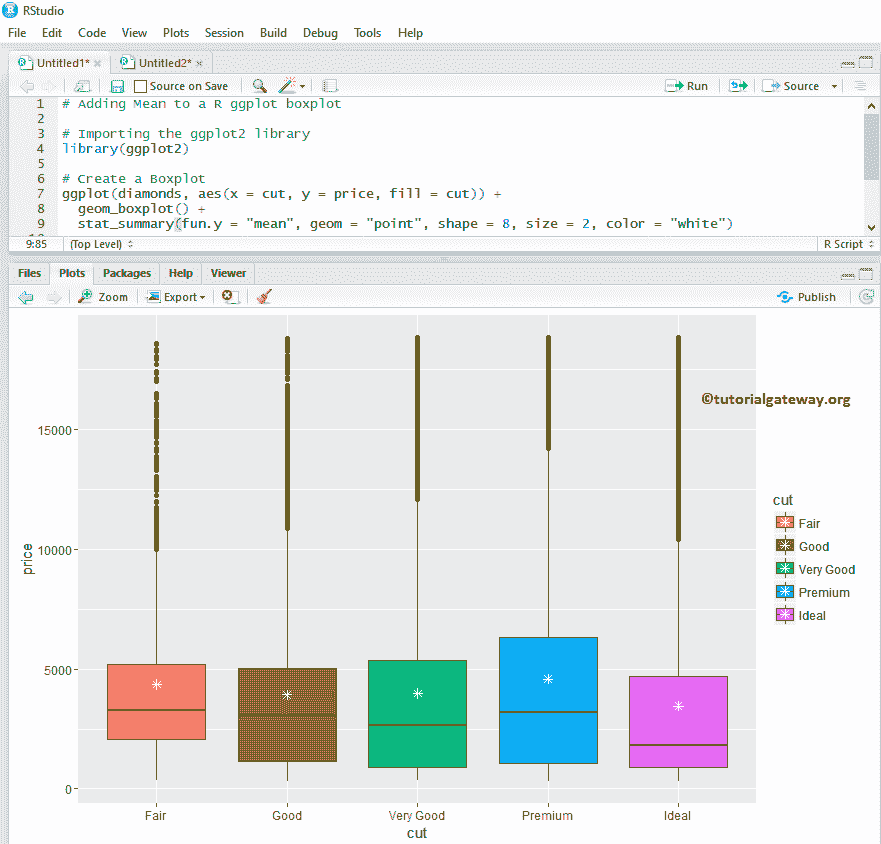 RStudio
File Edit Code View Plots Session Build Debug Tools Help
Untitled1* Untitled2*
Source on Save Run Source
1 # Adding Mean to a R ggplot boxplot
2
3 # Importing the ggplot2 library
4 library(ggplot2)
5
6 # Create a Boxplot
7 ggplot(diamonds, aes(x = cut, y = price, fill = cut)) +
8 geom_boxplot() +
9 stat_summary(fun.y = "mean", geom = "point", shape = 8, size = 2, color = "white")
9:85 (Top Level) R Script
Files Plots Packages Help Viewer
Zoom Export Publish
©tutorialgateway.org
15000
10000
5000
0
price
cut
Fair
Good
Very Good
Premium
Ideal
Fair Good Very Good Premium Ideal
cut